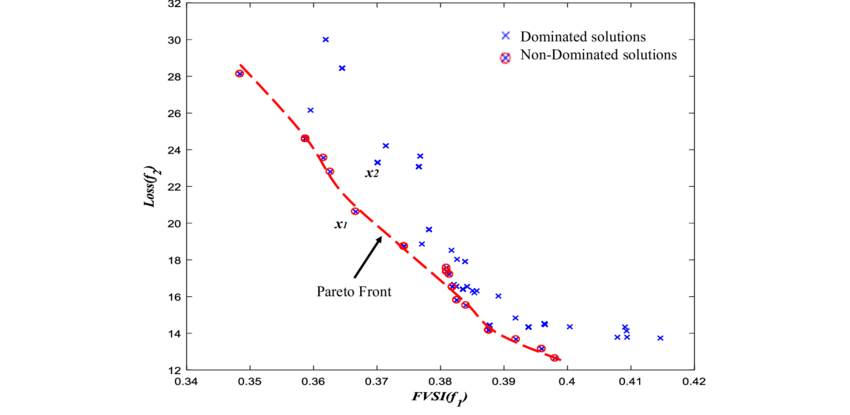 32
30
28
26
24
22
20
18
16
14
12
Loss(f2)
Dominated solutions
Non-Dominated solutions
x2
x1
Pareto Front
0.34 0.35 0.36 0.37 0.38 0.39 0.4 0.41 0.42
FVSI(f1)